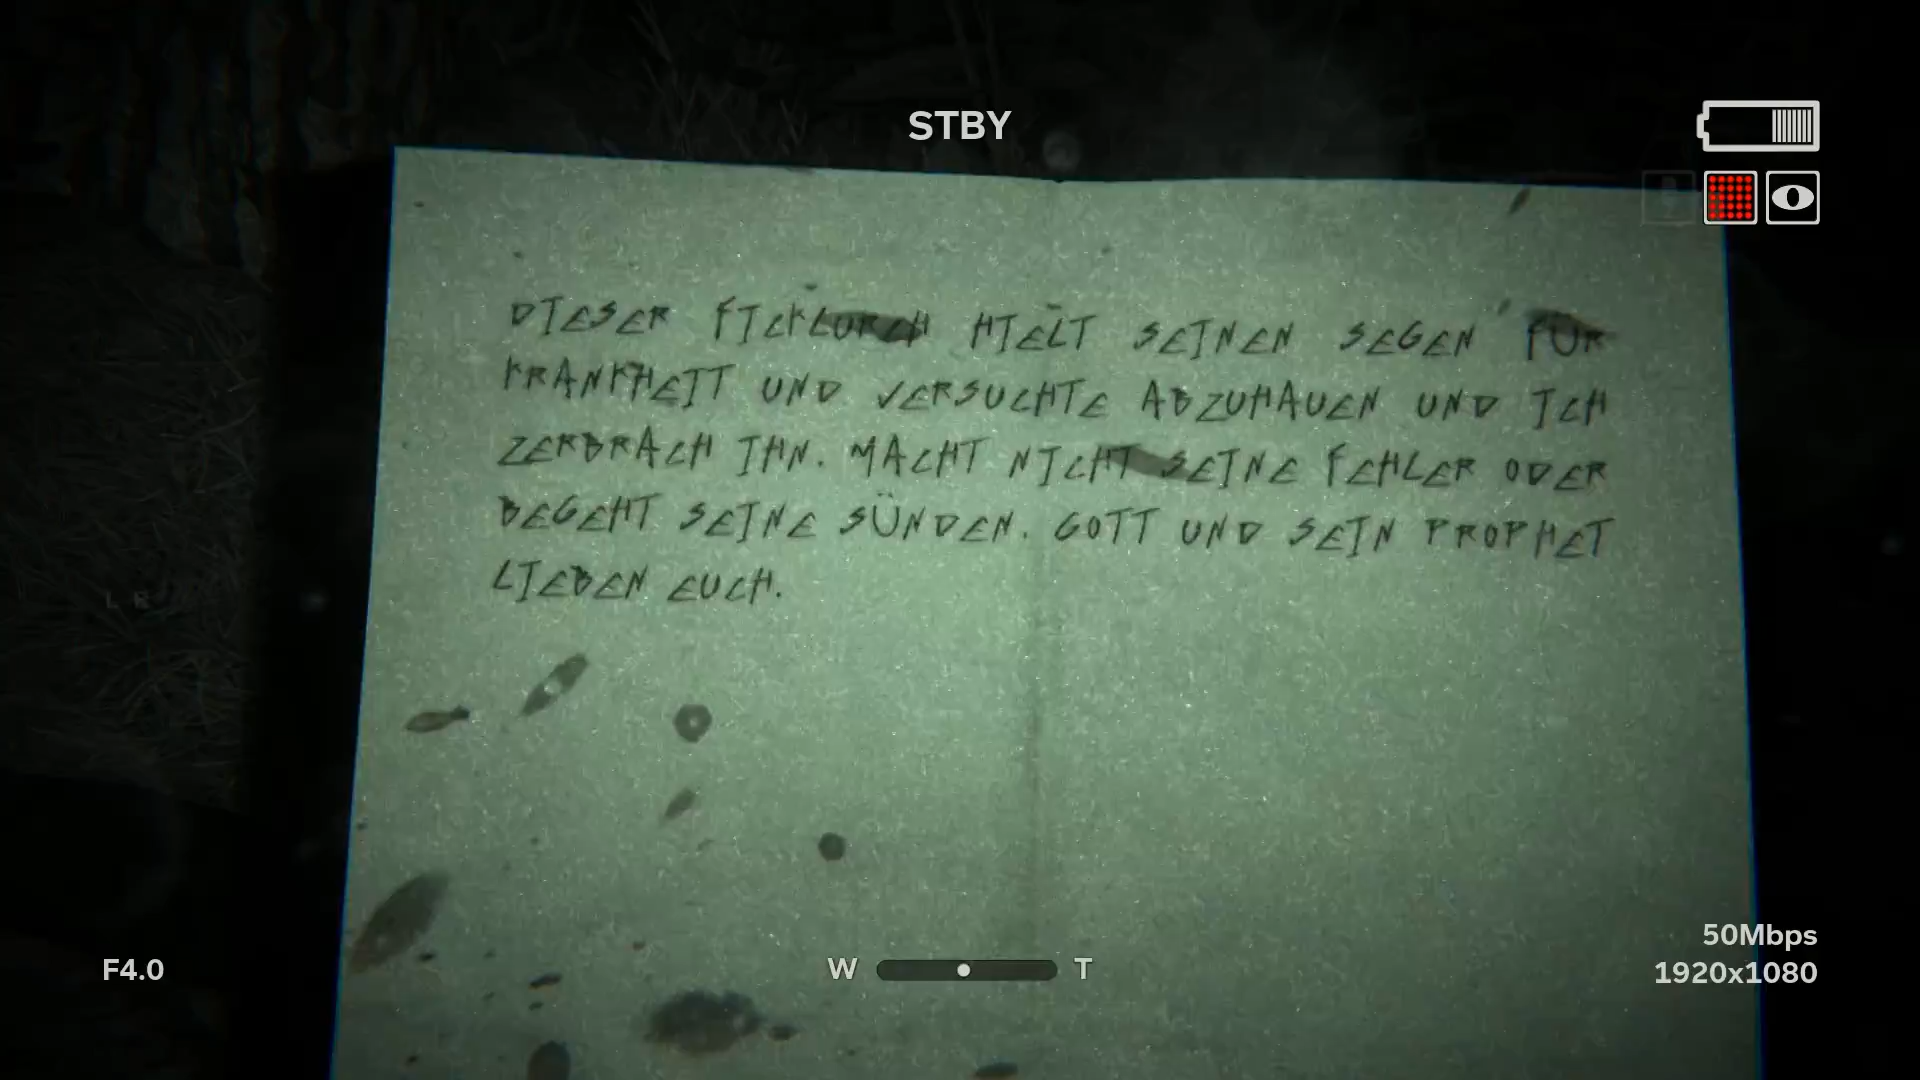 STBY
DIESER FICKLURCH HIELT SEINEN SEGEN FÜR
KRANKHEIT UND VERSUCHTE ABZUHAUEN UND ICH
ZERBRACH IHN. MACHT NICHT SEINE FEHLER ODER
BEGEHT SEINE SÜNDEN. GOTT UND SEIN PROPHET
LIEBEN EUCH.
L R
50Mbps
F4.0
W T
1920x1080